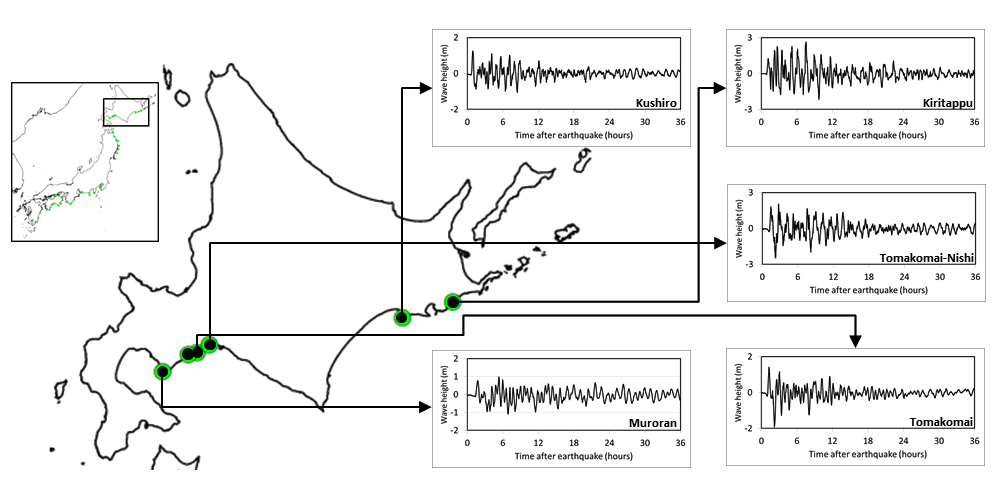 2
0
-2
Wave height (m)
Kushiro
0 6 12 18 24 30 36
Time after earthquake (hours)
3
0
-3
Wave height (m)
Kiritappu
0 6 12 18 24 30 36
Time after earthquake (hours)
3
0
-3
Wave height (m)
Tomakomai-Nishi
0 6 12 18 24 30 36
Time after earthquake (hours)
2
1
0
-1
-2
Wave height (m)
Muroran
0 6 12 18 24 30 36
Time after earthquake (hours)
2
0
-2
Wave height (m)
Tomakomai
0 6 12 18 24 30 36
Time after earthquake (hours)